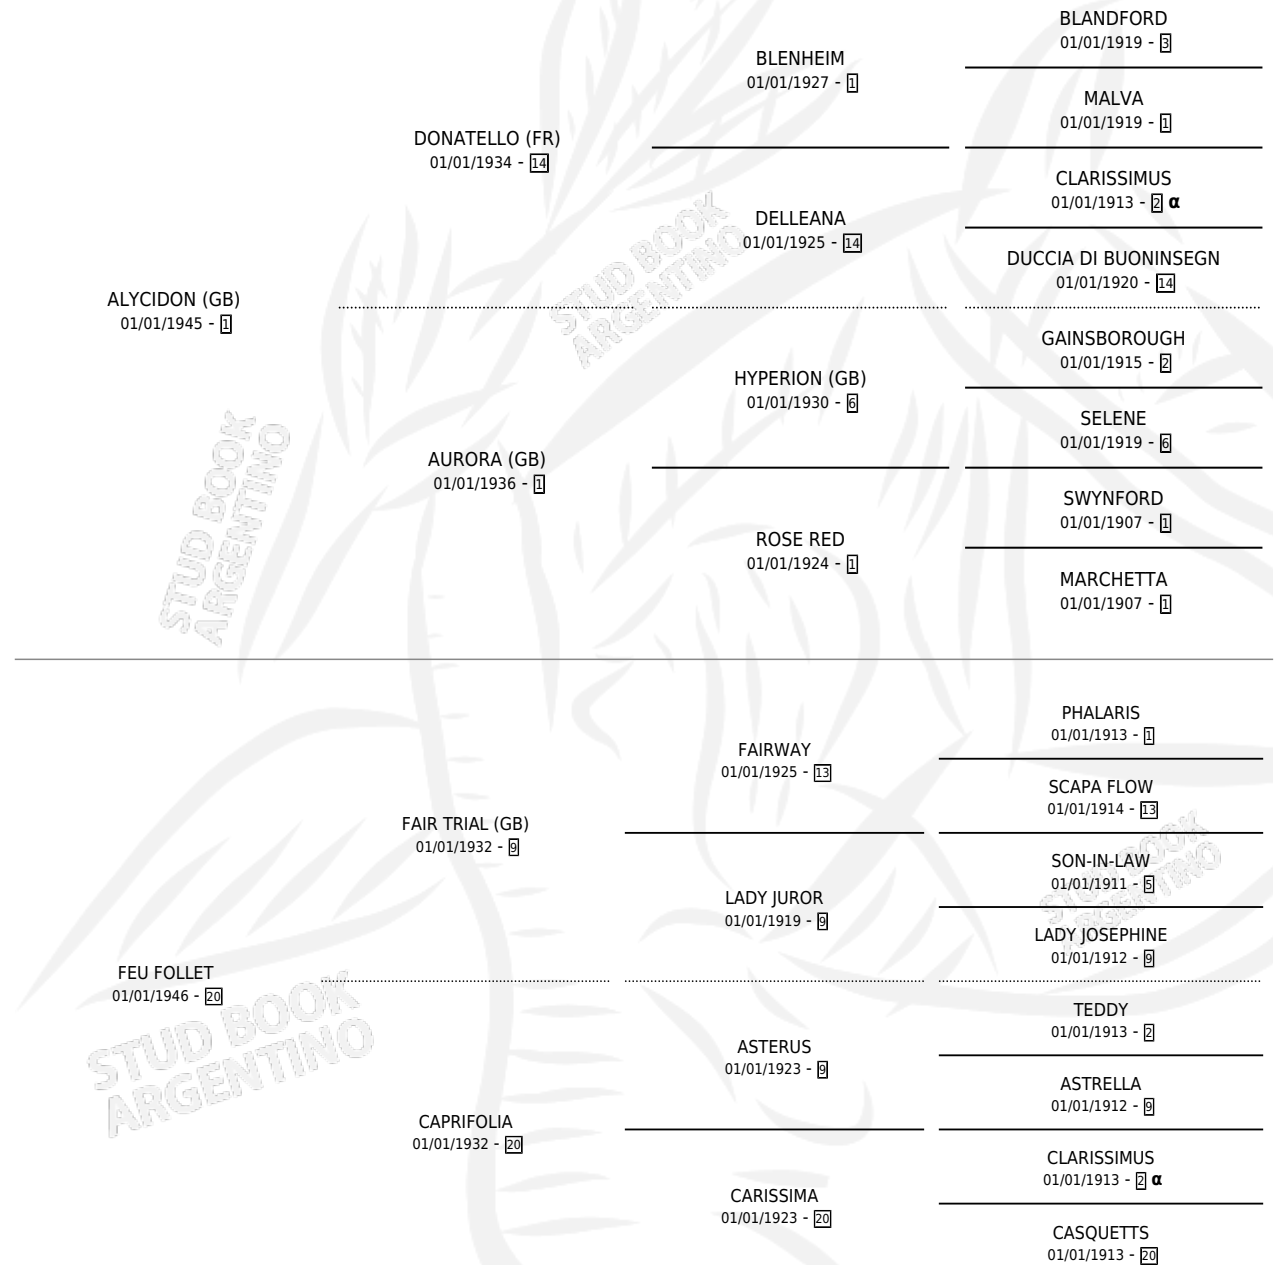 BLANDFORD
01/01/1919 - 3
BLENHEIM
01/01/1927 - 1
MALVA
01/01/1919 - 1
DONATELLO (FR)
01/01/1934 - 14
CLARISSIMUS
01/01/1913 - 2 α
DELLEANA
01/01/1925 - 14
DUCCIA DI BUONINSEGN
01/01/1920 - 14
ALYCIDON (GB)
01/01/1945 - 1
GAINSBOROUGH
01/01/1915 - 2
HYPERION (GB)
01/01/1930 - 6
SELENE
01/01/1919 - 6
AURORA (GB)
01/01/1936 - 1
SWYNFORD
01/01/1907 - 1
ROSE RED
01/01/1924 - 1
MARCHETTA
01/01/1907 - 1
PHALARIS
01/01/1913 - 1
FAIRWAY
01/01/1925 - 13
SCAPA FLOW
01/01/1914 - 13
FAIR TRIAL (GB)
01/01/1932 - 9
SON-IN-LAW
01/01/1911 - 5
LADY JUROR
01/01/1919 - 9
LADY JOSEPHINE
01/01/1912 - 9
FEU FOLLET
01/01/1946 - 20
TEDDY
01/01/1913 - 2
ASTERUS
01/01/1923 - 9
ASTRELLA
01/01/1912 - 9
CAPRIFOLIA
01/01/1932 - 20
CLARISSIMUS
01/01/1913 - 2 α
CARISSIMA
01/01/1923 - 20
CASQUETTS
01/01/1913 - 20
STUD BOOK
ARGENTINO
STUD BOOK
ARGENTINO
STUD BOOK
ARGENTINO
STUD BOOK
ARGENTINO